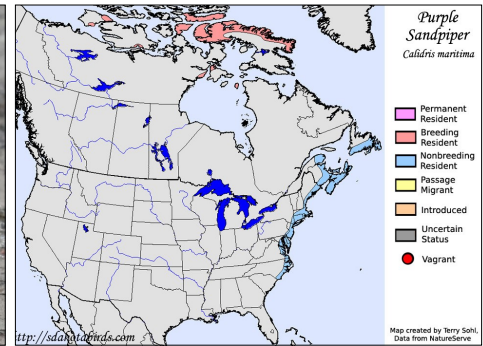 Purple
Sandpiper
Calidris maritima
Permanent
Resident
Breeding
Resident
Nonbreeding
Resident
Passage
Migrant
Introduced
Uncertain
Status
Vagrant
http://sdakotabirds.com
Map created by Terry Sohl,
Data from NatureServe